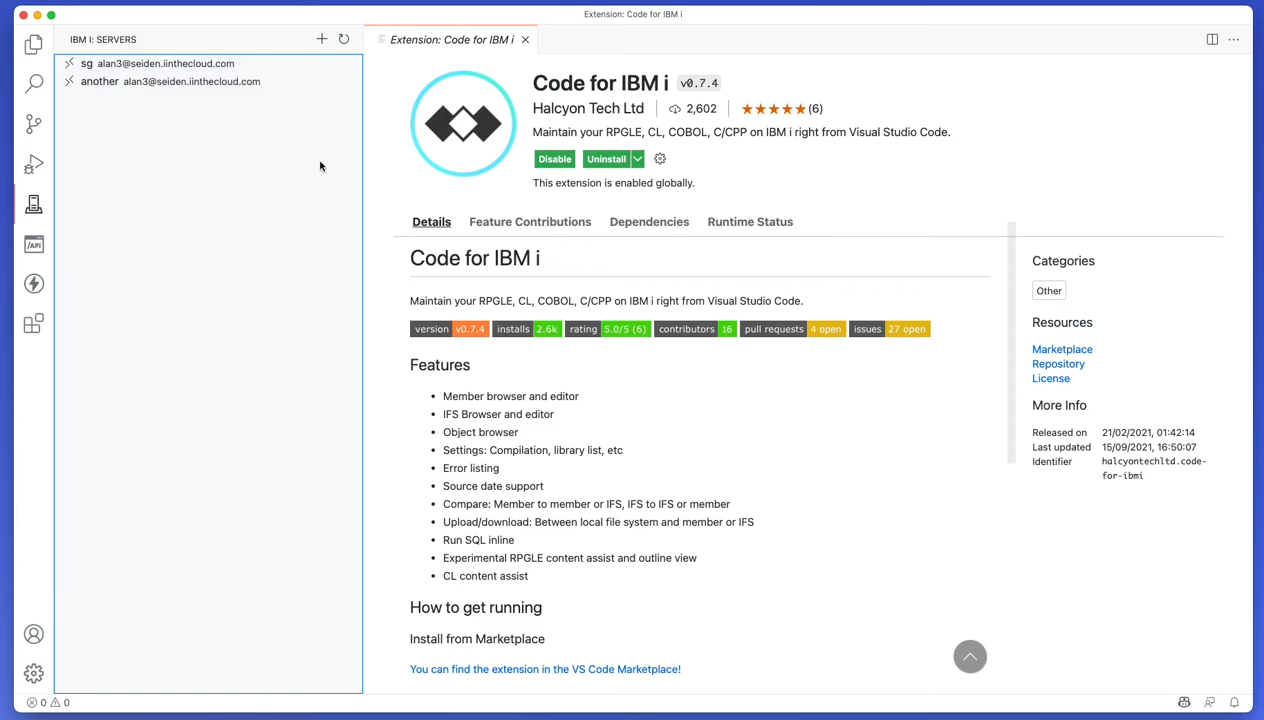 Extension: Code for IBM i
IBM I: SERVERS
sg alan3@seiden.iinthecloud.com
another alan3@seiden.iinthecloud.com
/API
0 0
Extension: Code for IBM i
Code for IBM i v0.7.4
Halcyon Tech Ltd 2,602 (6)
Maintain your RPGLE, CL, COBOL, C/CPP on IBM i right from Visual Studio Code.
Disable Uninstall
This extension is enabled globally.
Details Feature Contributions Dependencies Runtime Status
Code for IBM i
Maintain your RPGLE, CL, COBOL, C/CPP on IBM i right from Visual Studio Code.
version v0.7.4 installs 2.6k rating 5.0/5 (6) contributors 16 pull requests 4 open issues 27 open
Features
• Member browser and editor
• IFS Browser and editor
• Object browser
• Settings: Compilation, library list, etc
• Error listing
• Source date support
• Compare: Member to member or IFS, IFS to IFS or member
• Upload/download: Between local file system and member or IFS
• Run SQL inline
• Experimental RPGLE content assist and outline view
• CL content assist
How to get running
Install from Marketplace
You can find the extension in the VS Code Marketplace!
Categories
Other
Resources
Marketplace
Repository
License
More Info
Released on 21/02/2021, 01:42:14
Last updated 15/09/2021, 16:50:07
Identifier halcyontechltd.code-
for-ibmi